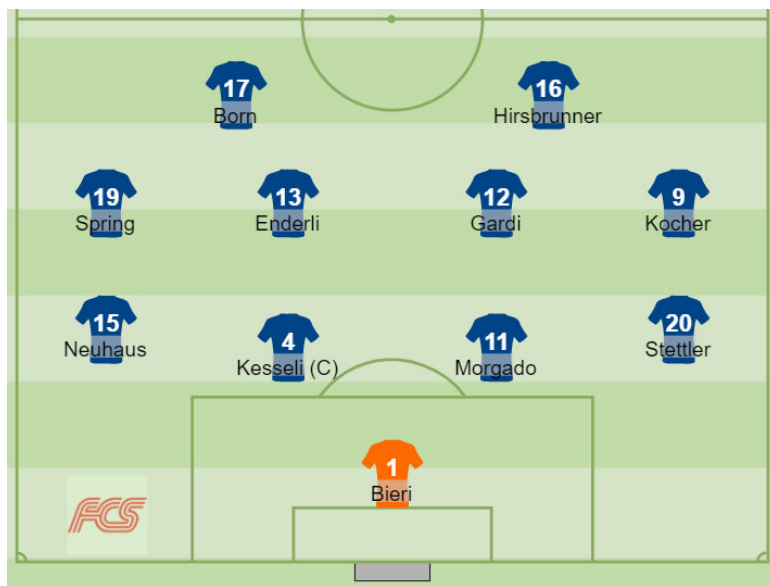 17
Born
16
Hirsbrunner
19
Spring
13
Enderli
12
Gardi
9
Kocher
15
Neuhaus
4
Kesseli (C)
11
Morgado
20
Stettler
1
Bieri
FCS